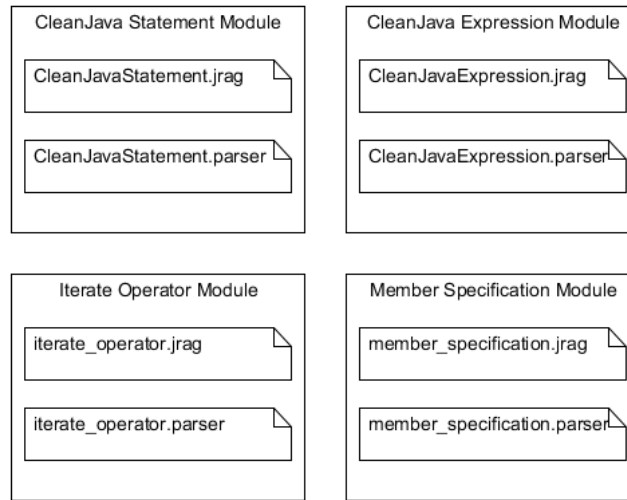 CleanJava Statement Module
CleanJavaStatement.jrag
CleanJavaStatement.parser
CleanJava Expression Module
CleanJavaExpression.jrag
CleanJavaExpression.parser
Iterate Operator Module
iterate_operator.jrag
iterate_operator.parser
Member Specification Module
member_specification.jrag
member_specification.parser